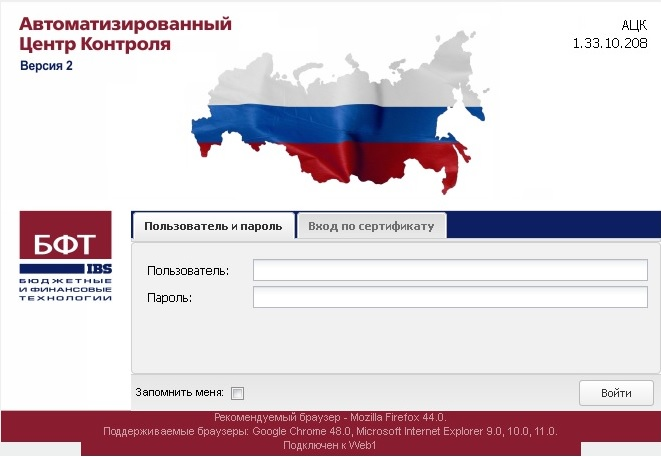 Автоматизированный
Центр Контроля
Версия 2
АЦК
1.33.10.208
БФТ
IBS
БЮДЖЕТНЫЕ
И ФИНАНСОВЫЕ
ТЕХНОЛОГИИ
Пользователь и пароль
Вход по сертификату
Пользователь:
Пароль:
Запомнить меня:
Войти
Рекомендуемый браузер - Mozilla Firefox 44.0.
Поддерживаемые браузеры: Google Chrome 48.0, Microsoft Internet Explorer 9.0, 10.0, 11.0.
Подключен к Web1